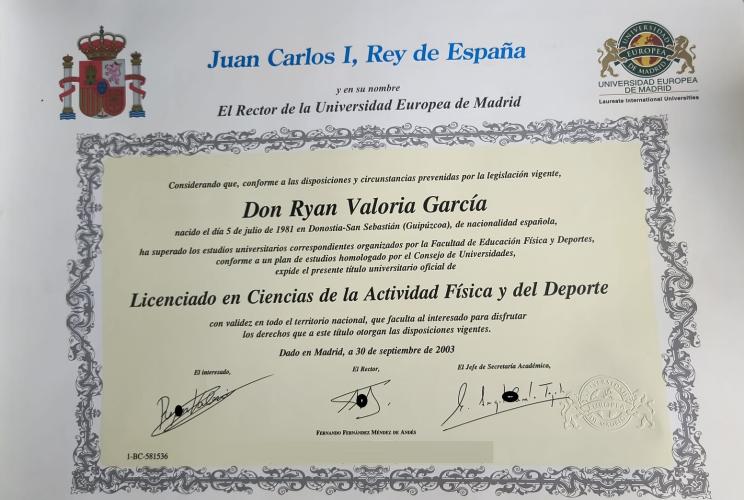 Juan Carlos I, Rey de España
y en su nombre
El Rector de la Universidad Europea de Madrid
UNIVERSIDAD
EUROPEA
DE MADRID
UNIVERSIDAD EUROPEA
DE MADRID
Laureate International Universities
Considerando que, conforme a las disposiciones y circunstancias prevenidas por la legislación vigente,
Don Ryan Valoria García
nacido el día 5 de julio de 1981 en Donostia-San Sebastián (Guipúzcoa), de nacionalidad española,
ha superado los estudios universitarios correspondientes organizados por la Facultad de Educación Física y Deportes,
conforme a un plan de estudios homologado por el Consejo de Universidades,
expide el presente título universitario oficial de
Licenciado en Ciencias de la Actividad Física y del Deporte
con validez en todo el territorio nacional, que faculta al interesado para disfrutar
los derechos que a este título otorgan las disposiciones vigentes.
Dado en Madrid, a 30 de septiembre de 2003
El interesado,
El Rector,
El Jefe de Secretaría Académica,
FERNANDO FERNÁNDEZ MÉNDEZ DE ANDÉS
1-BC-581536